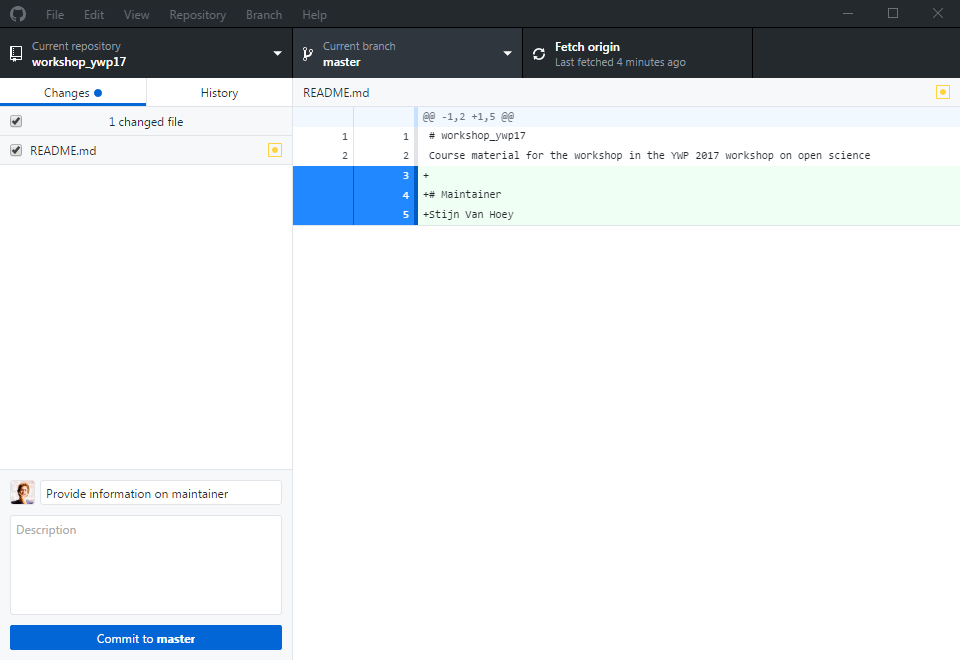 File Edit View Repository Branch Help
Current repository
workshop_ywp17
Current branch
master
Fetch origin
Last fetched 4 minutes ago
Changes History
1 changed file
README.md
README.md
@@ -1,2 +1,5 @@
1 1 # workshop_ywp17
2 2 Course material for the workshop in the YWP 2017 workshop on open science
3 +
4 +# Maintainer
5 +Stijn Van Hoey
Provide information on maintainer
Description
Commit to master